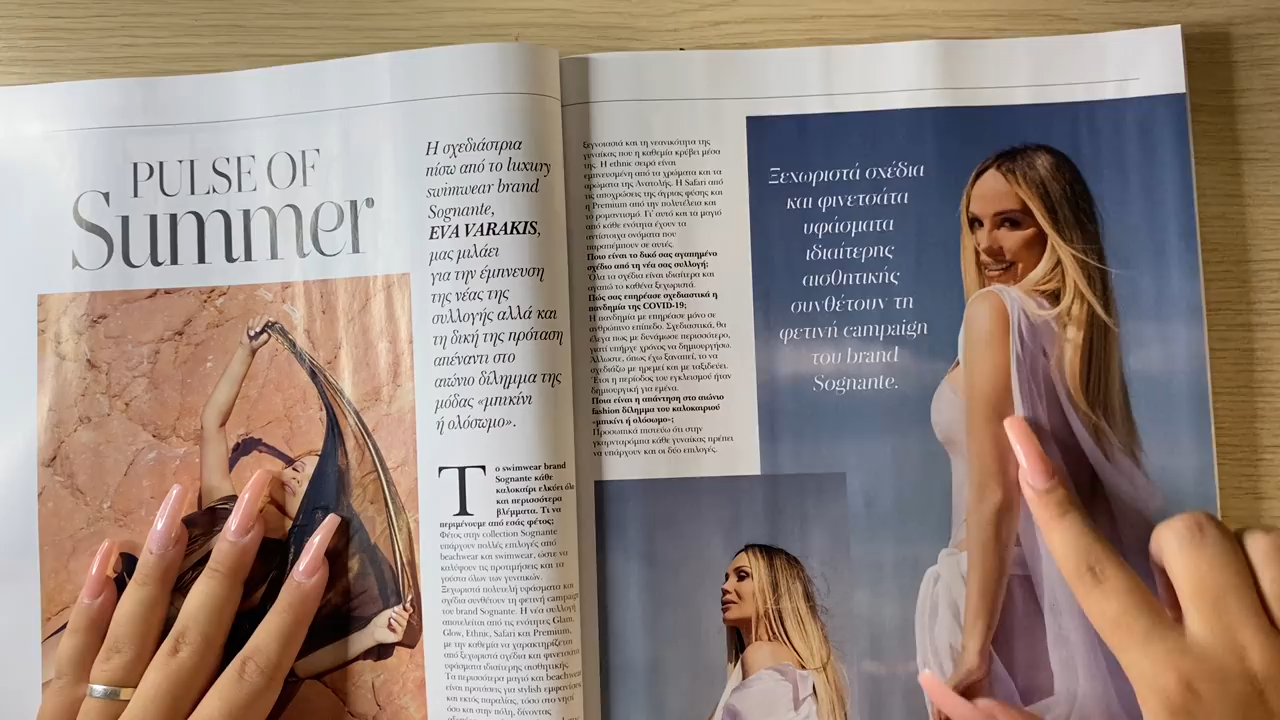 PULSE OF
Summer
Η σχεδιάστρια
πίσω από το luxury
swimwear brand
Sognante,
EVA VARAKIS,
μας μιλάει
για την έμπνευση
της νέας της
συλλογής αλλά και
τη δική της πρόταση
απέναντι στο
αιώνιο δίλημμα της
μόδας «μπικίνι
ή ολόσωμο».
Το swimwear brand
Sognante κάθε
καλοκαίρι ελκύει όλο
και περισσότερα
βλέμματα. Τι να
περιμένουμε από εσάς φέτος;
Φέτος στην collection Sognante
υπάρχουν πολλές επιλογές από
beachwear και swimwear, ώστε να
καλύψουν τις προτιμήσεις και τα
γούστα όλων των γυναικών.
Ξεχωριστά πολυτελή υφάσματα και
σχέδια συνθέτουν τη φετινή campaign
του brand Sognante. Η νέα συλλογή
αποτελείται από τις ενότητες Glam,
Glow, Ethnic, Safari και Premium,
με την καθεμία να χαρακτηρίζεται
από ξεχωριστά σχέδια και φινετσάτα
υφάσματα ιδιαίτερης αισθητικής.
Τα περισσότερα μαγιό και beachwear
είναι προτάσεις για stylish εμφανίσεις
και εκτός παραλίας, τόσο στο νησί
όσο και στην πόλη, δίνοντας
ξεγνοιασιά και τη νεανικότητα της
γυναίκας που η καθεμία κρύβει μέσα
της. Η ethnic σειρά είναι
εμπνευσμένη από τα χρώματα και τα
αρώματα της Ανατολής. Η Safari από
τις αποχρώσεις της άγριας φύσης και
η Premium από την πολυτέλεια και
το ρομαντισμό. Γι' αυτό και τα μαγιό
από κάθε ενότητα έχουν τα
αντίστοιχα ονόματα που
παραπέμπουν σε αυτές.
Ποιο είναι το δικό σας αγαπημένο
σχέδιο από τη νέα σας συλλογή;
Όλα τα σχέδια είναι ιδιαίτερα και
αγαπώ το καθένα ξεχωριστά.
Πώς σας επηρέασε σχεδιαστικά η
πανδημία της COVID-19;
Η πανδημία με επηρέασε μόνο σε
ανθρώπινο επίπεδο. Σχεδιαστικά, θα
έλεγα πως με δυνάμωσε περισσότερο,
γιατί υπήρχε χρόνος να δημιουργήσω.
Άλλωστε, όπως έχω ξαναπεί, το να
σχεδιάζω με ηρεμεί και με ταξιδεύει.
Έτσι η περίοδος του εγκλεισμού ήταν
δημιουργική για εμένα.
Ποια είναι η απάντηση στο αιώνιο
fashion δίλημμα του καλοκαιριού
«μπικίνι ή ολόσωμο»;
Προσωπικά πιστεύω ότι στην
γκαρνταρόμπα κάθε γυναίκας πρέπει
να υπάρχουν και οι δύο επιλογές.
Ξεχωριστά σχέδια
και φινετσάτα
υφάσματα
ιδιαίτερης
αισθητικής
συνθέτουν τη
φετινή campaign
του brand
Sognante.